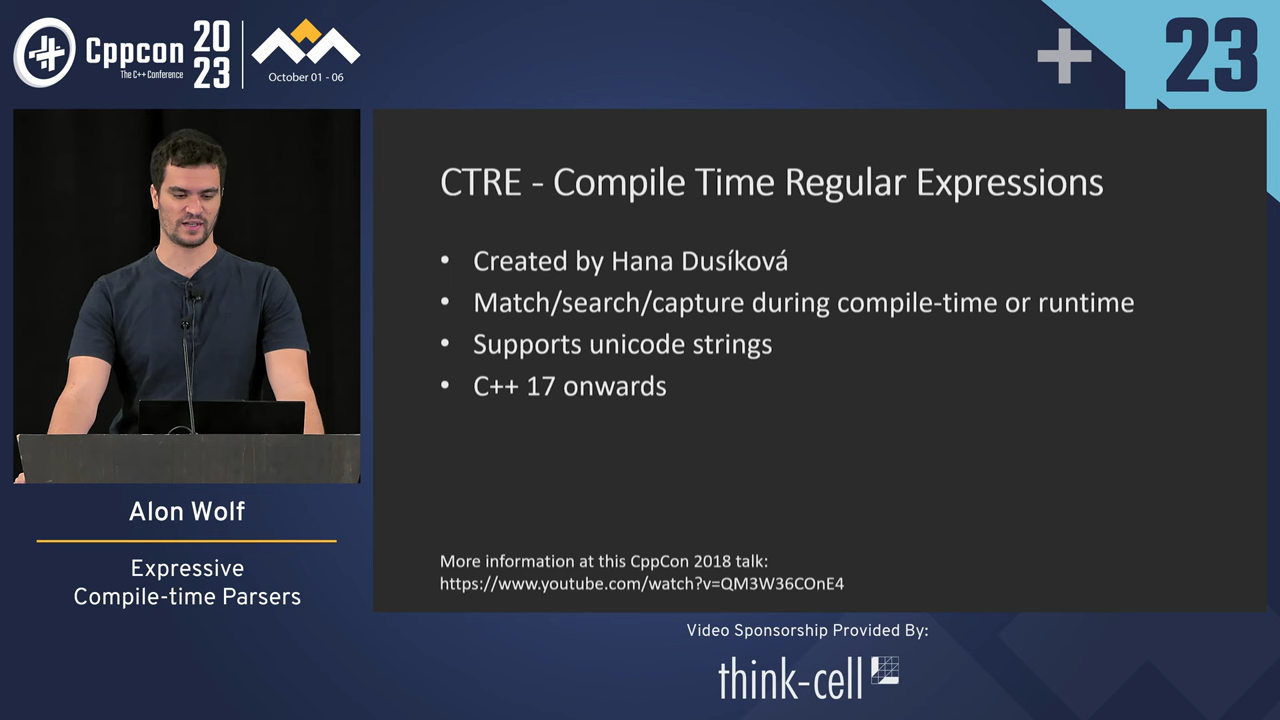 Cppcon
The C++ Conference
20
23
October 01 - 06
23
CTRE - Compile Time Regular Expressions
• Created by Hana Dusíková
• Match/search/capture during compile-time or runtime
• Supports unicode strings
• C++ 17 onwards
More information at this CppCon 2018 talk:
https://www.youtube.com/watch?v=QM3W36COnE4
Alon Wolf
Expressive
Compile-time Parsers
Video Sponsorship Provided By:
think-cell